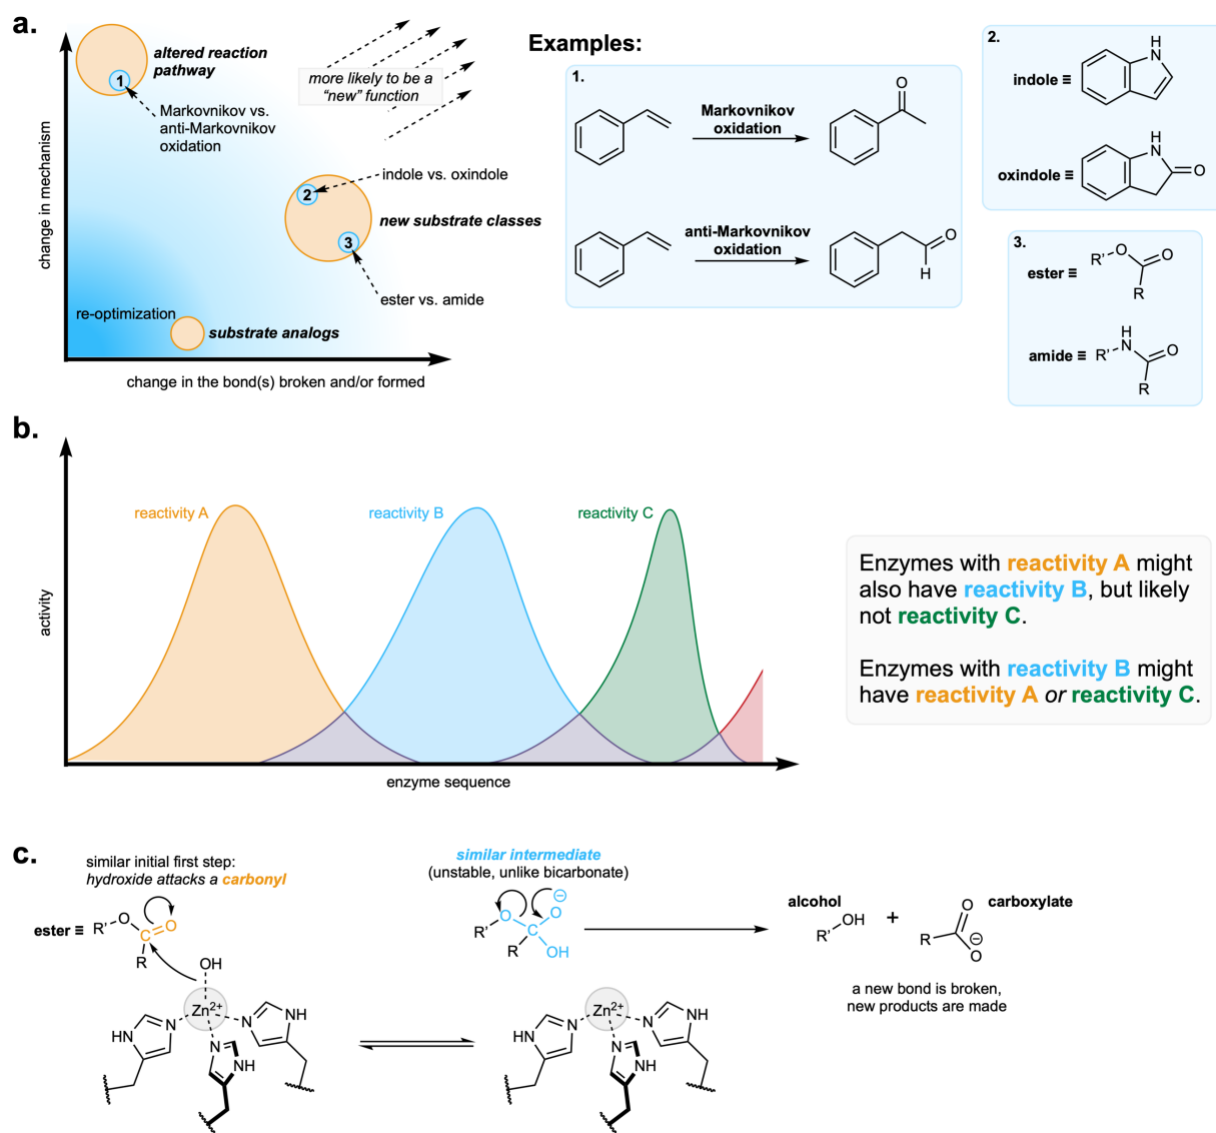 a.
change in mechanism
altered reaction
pathway
1
Markovnikov vs.
anti-Markovnikov
oxidation
more likely to be a
“new” function
2
indole vs. oxindole
new substrate classes
3
ester vs. amide
re-optimization
substrate analogs
change in the bond(s) broken and/or formed
Examples:
1.
Markovnikov
oxidation
O
anti-Markovnikov
oxidation
O
H
2.
indole ≡
H
N
oxindole ≡
H
N
O
3.
ester ≡
R'
O
O
R
amide ≡
R'
H
N
O
R
b.
activity
reactivity A
reactivity B
reactivity C
enzyme sequence
Enzymes with reactivity A might
also have reactivity B, but likely
not reactivity C.
Enzymes with reactivity B might
have reactivity A or reactivity C.
c.
similar initial first step:
hydroxide attacks a carbonyl
ester ≡
R'
O
C
O
R
OH
Zn2+
HN
N
N
NH
N
NH
similar intermediate
(unstable, unlike bicarbonate)
R'
O
C
O
⊖
R
OH
Zn2+
HN
N
N
NH
N
NH
alcohol
R'
OH
+
carboxylate
R
O
⊖
O
a new bond is broken,
new products are made